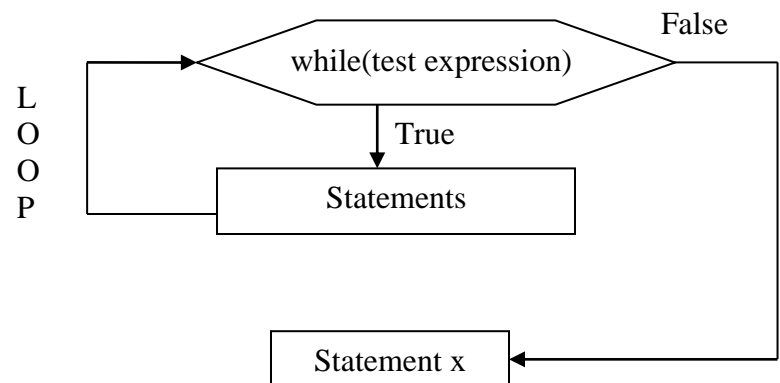 False
while(test expression)
L
O
O
P
True
Statements
Statement x